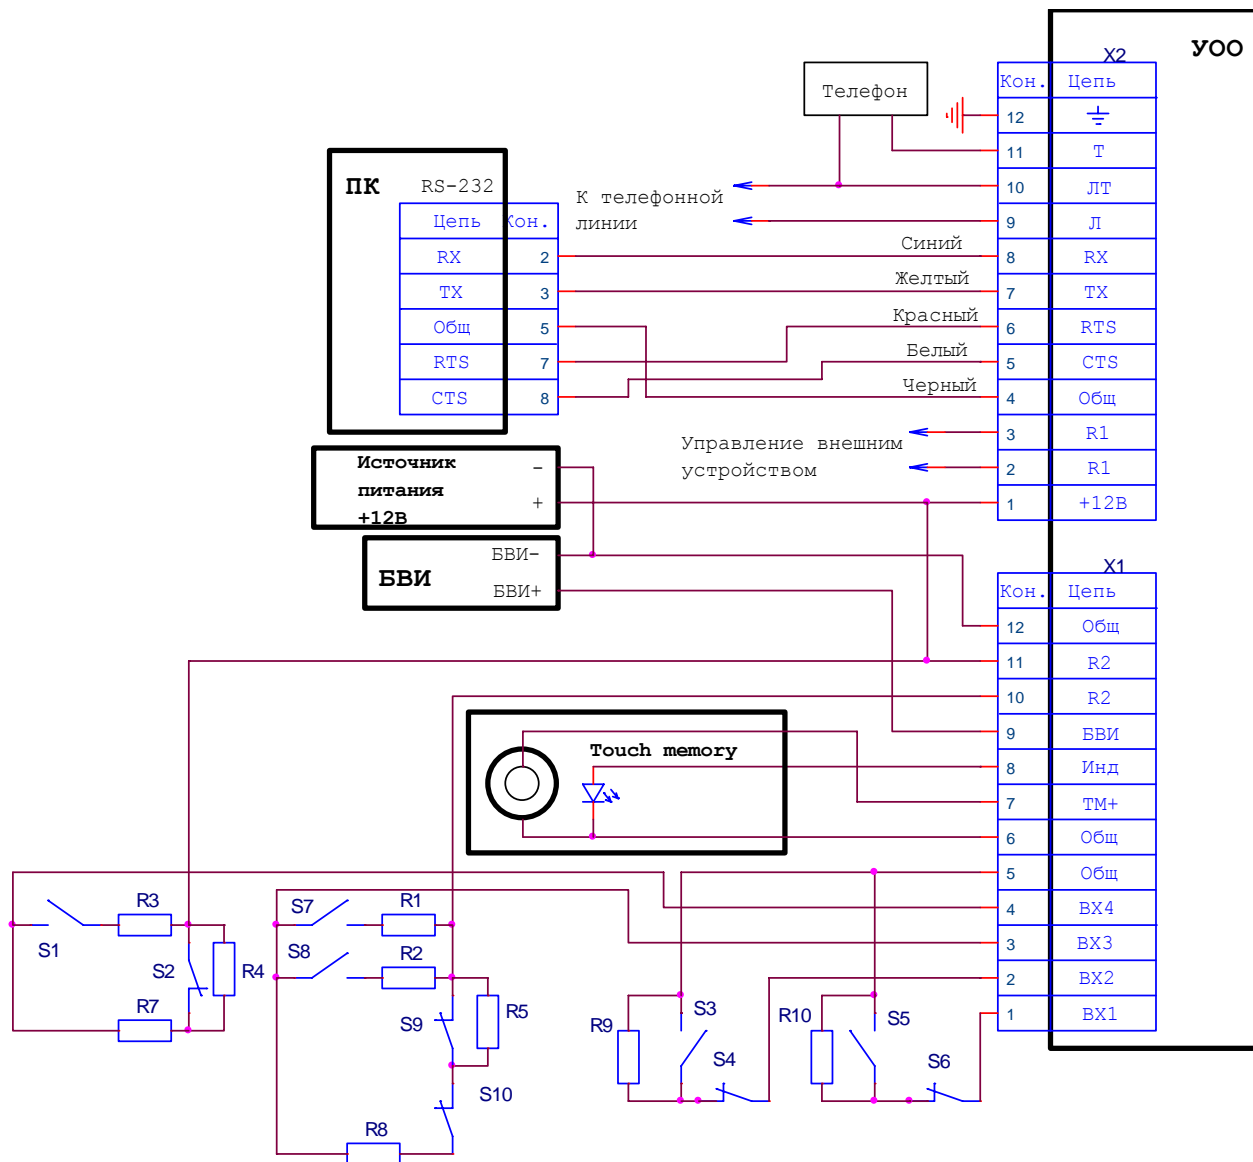 УОО
X2
Кон. Цепь
12
11 Т
10 ЛТ
9 Л
8 RX
7 TX
6 RTS
5 CTS
4 Общ
3 R1
2 R1
1 +12В
Телефон
К телефонной
линии
Синий
Желтый
Красный
Белый
Черный
Управление внешним
устройством
ПК RS-232
Цепь Кон.
RX 2
TX 3
Общ 5
RTS 7
CTS 8
Источник -
питания
+
+12В
БВИ-
БВИ
БВИ+
X1
Кон. Цепь
12 Общ
11 R2
10 R2
9 БВИ
8 Инд
7 ТМ+
6 Общ
5 Общ
4 ВХ4
3 ВХ3
2 ВХ2
1 ВХ1
Touch memory
R3
S1
S2
R4
R7
S7
R1
S8
R2
S9
R5
S10
R8
R9
S3
S4
R10
S5
S6